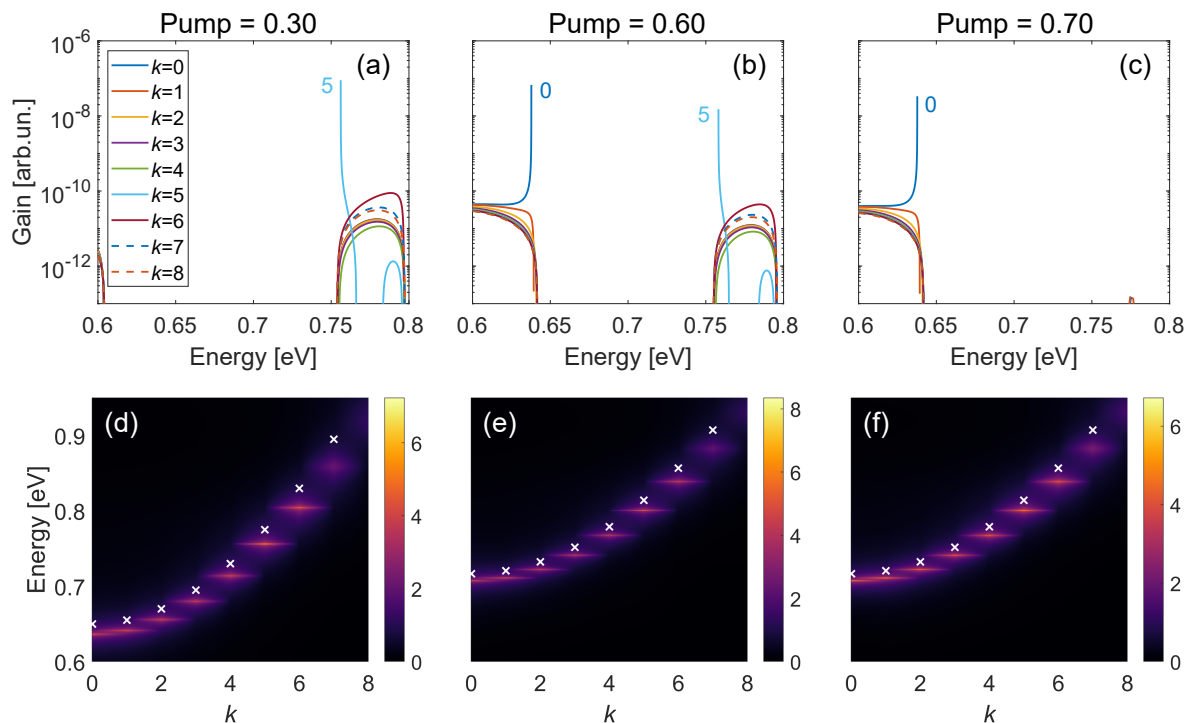 Pump = 0.30
Pump = 0.60
Pump = 0.70
Gain [arb.un.]
10^-6
10^-8
10^-10
10^-12
k=0
k=1
k=2
k=3
k=4
k=5
k=6
k=7
k=8
5
(a)
0.6 0.65 0.7 0.75 0.8
Energy [eV]
0
5
(b)
0.6 0.65 0.7 0.75 0.8
Energy [eV]
0
(c)
0.6 0.65 0.7 0.75 0.8
Energy [eV]
Energy [eV]
0.9
0.8
0.7
0.6
(d)
0 2 4 6 8
k
6
4
2
0
(e)
0 2 4 6 8
k
8
6
4
2
0
(f)
0 2 4 6 8
k
6
4
2
0